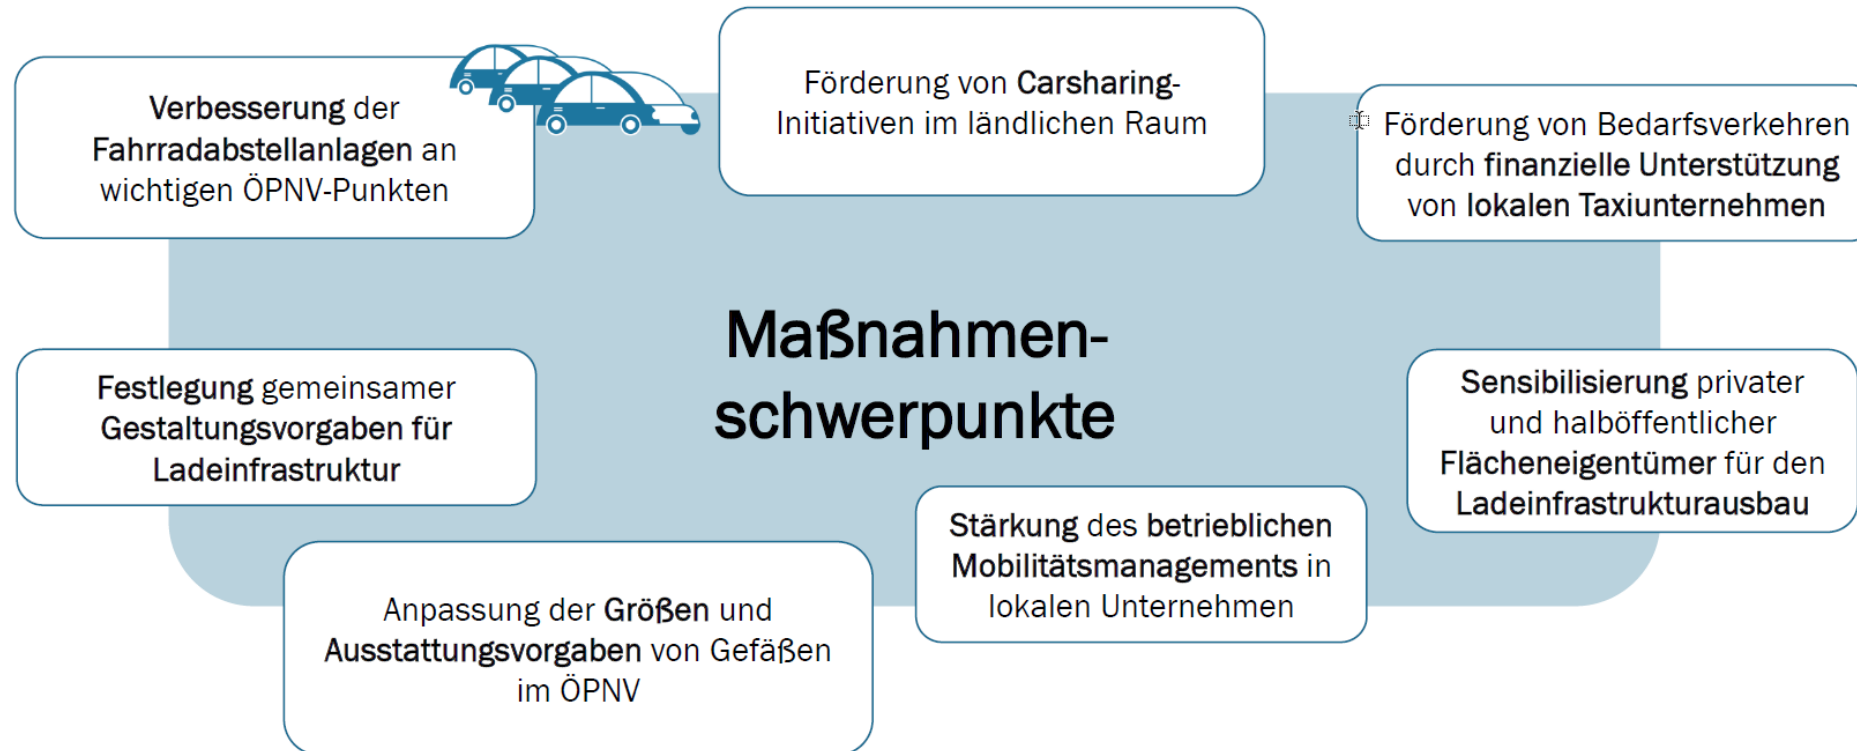 Verbesserung der
Fahrradabstellanlagen an
wichtigen ÖPNV-Punkten
Förderung von Carsharing-
Initiativen im ländlichen Raum
Förderung von Bedarfsverkehren
durch finanzielle Unterstützung
von lokalen Taxiunternehmen
Maßnahmen-
schwerpunkte
Festlegung gemeinsamer
Gestaltungsvorgaben für
Ladeinfrastruktur
Sensibilisierung privater
und halböffentlicher
Flächeneigentümer für den
Ladeinfrastrukturausbau
Anpassung der Größen und
Ausstattungsvorgaben von Gefäßen
im ÖPNV
Stärkung des betrieblichen
Mobilitätsmanagements in
lokalen Unternehmen